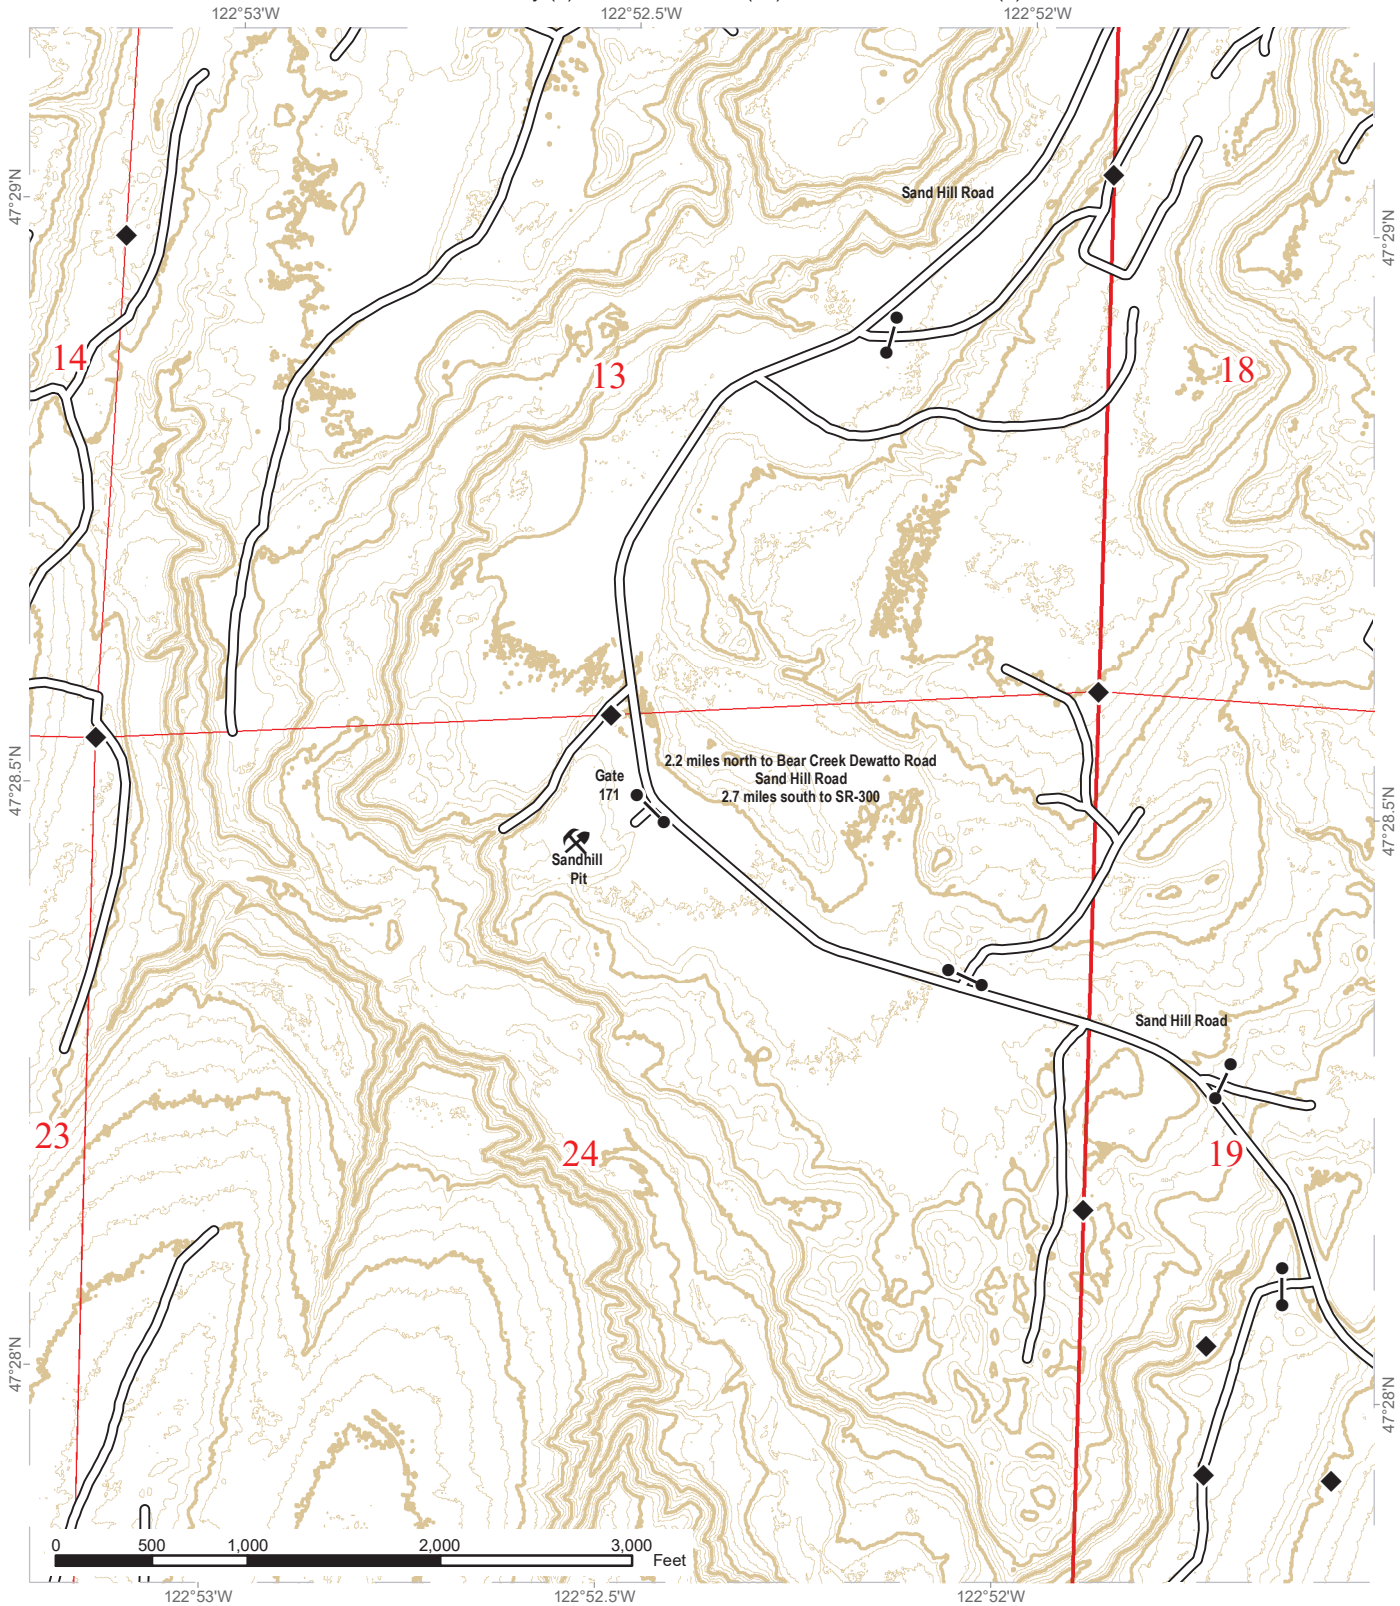 122°53'W
122°52.5'W
122°52'W
47°29'N
47°29'N
Sand Hill Road
14
13
18
2.2 miles north to Bear Creek Dewatto Road
Sand Hill Road
2.7 miles south to SR-300
Gate
171
47°28.5'N
47°28.5'N
Sandhill
Pit
Sand Hill Road
23
24
19
47°28'N
47°28'N
0 500 1,000 2,000 3,000 Feet
122°53'W
122°52.5'W
122°52'W